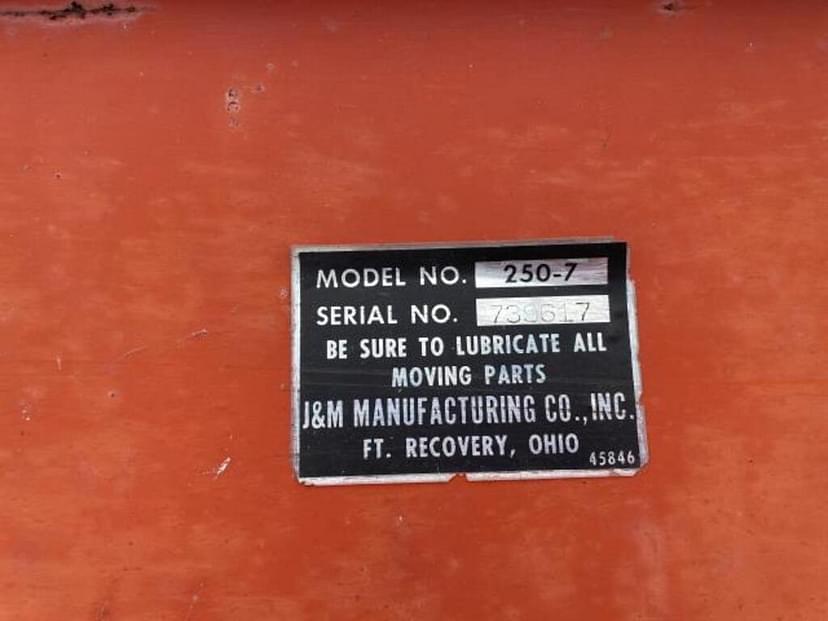 MODEL NO. 250-7
SERIAL NO.
BE SURE TO LUBRICATE ALL
MOVING PARTS
J&M MANUFACTURING CO., INC.
FT. RECOVERY, OHIO 45846